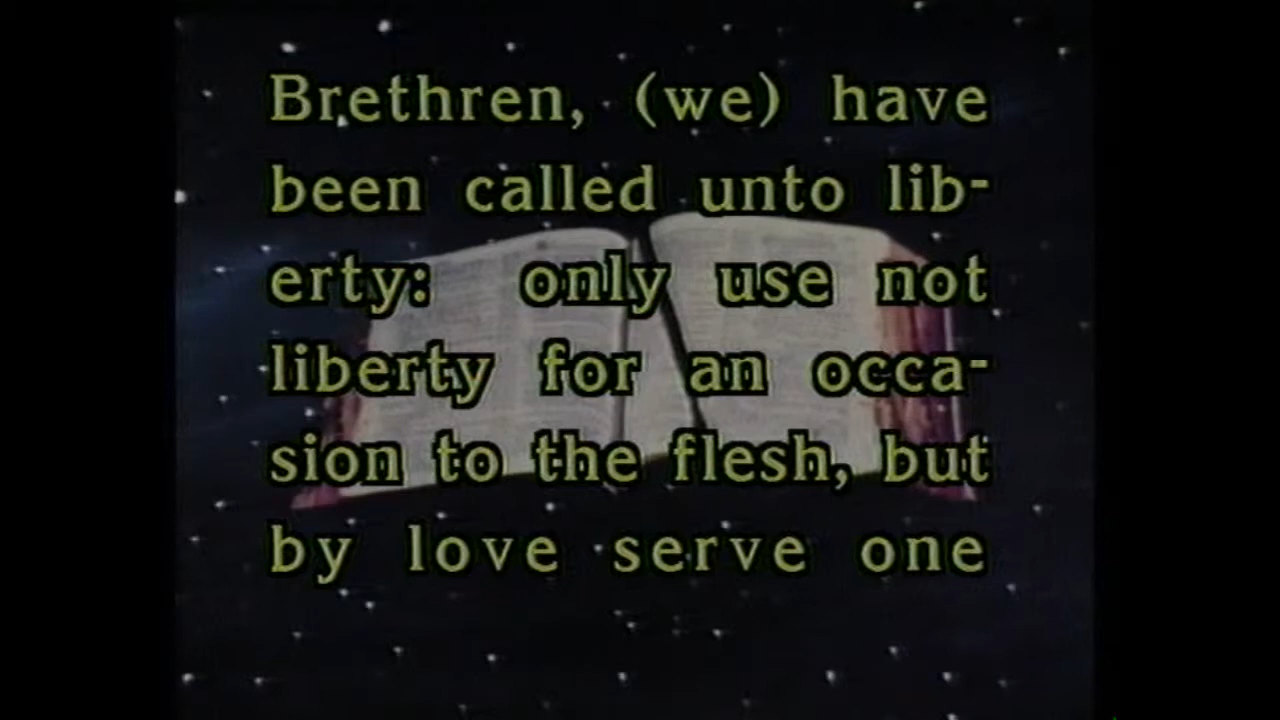 Brethren, (we) have
been called unto lib-
erty: only use not
liberty for an occa-
sion to the flesh, but
by love serve one